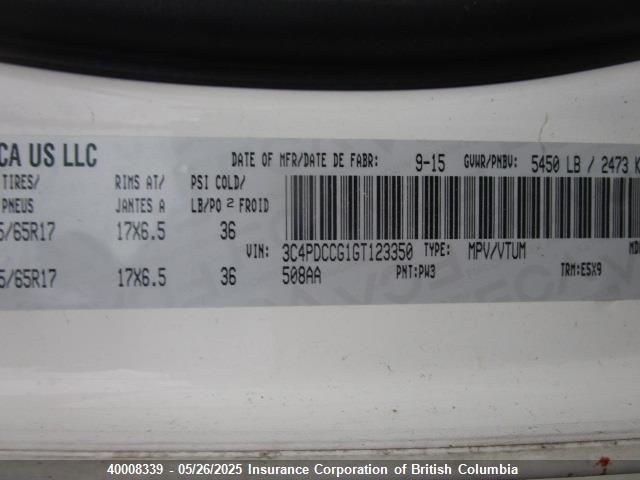 CA US LLC DATE OF MFR/DATE DE FABR: 9-15 GVWR/PNBV: 5450 LB / 2473 K
TIRES/ RIMS AT/ PSI COLD/
PNEUS JANTES A LB/PO 2 FROID
5/65R17 17X6.5 36
VIN: 3C4PDCCG1GT123350 TYPE: MPV/VTUM MD
5/65R17 17X6.5 36 508AA PNT: PW3 TRM: E5X9
40008339 - 05/26/2025 Insurance Corporation of British Columbia